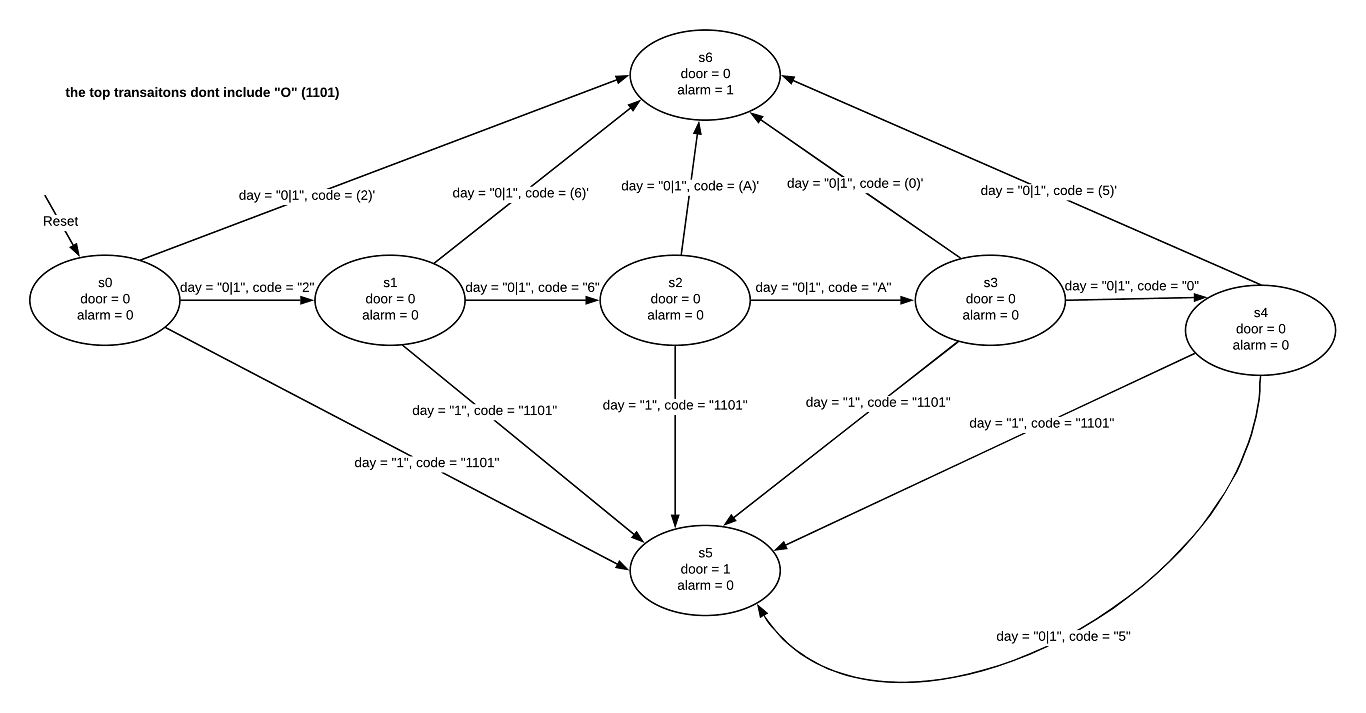 s6
door = 0
alarm = 1
the top transaitons dont include "O" (1101)
day = "0|1", code = (2)'
day = "0|1", code = (6)'
day = "0|1", code = (A)'
day = "0|1", code = (0)'
day = "0|1", code = (5)'
Reset
s0
door = 0
alarm = 0
day = "0|1", code = "2"
s1
door = 0
alarm = 0
day = "0|1", code = "6"
s2
door = 0
alarm = 0
day = "0|1", code = "A"
s3
door = 0
alarm = 0
day = "0|1", code = "0"
s4
door = 0
alarm = 0
day = "1", code = "1101"
day = "1", code = "1101"
day = "1", code = "1101"
day = "1", code = "1101"
day = "1", code = "1101"
s5
door = 1
alarm = 0
day = "0|1", code = "5"